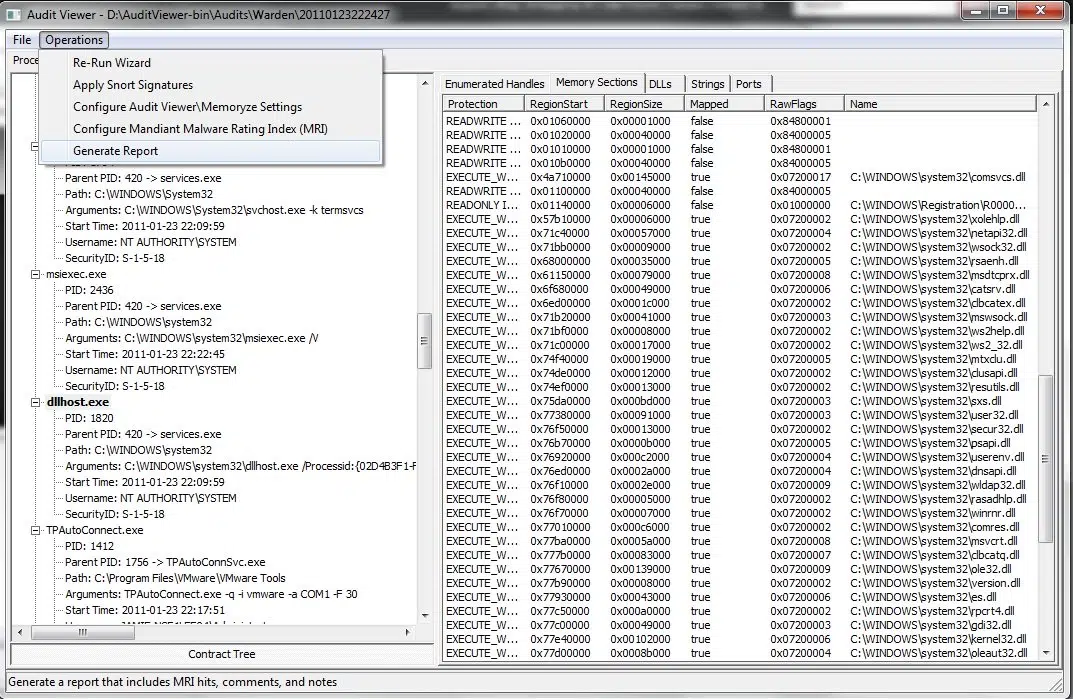 Audit Viewer - D:\AuditViewer-bin\Audits\Warden\20110123222427
File Operations
Re-Run Wizard
Apply Snort Signatures
Configure Audit Viewer\Memoryze Settings
Configure Mandiant Malware Rating Index (MRI)
Generate Report
Parent PID: 420 -> services.exe
Path: C:\WINDOWS\System32
Arguments: C:\WINDOWS\System32\svchost.exe -k termsvcs
Start Time: 2011-01-23 22:09:59
Username: NT AUTHORITY\SYSTEM
SecurityID: S-1-5-18
msiexec.exe
PID: 2436
Parent PID: 420 -> services.exe
Path: C:\WINDOWS\system32
Arguments: C:\WINDOWS\system32\msiexec.exe /V
Start Time: 2011-01-23 22:22:45
Username: NT AUTHORITY\SYSTEM
SecurityID: S-1-5-18
dllhost.exe
PID: 1820
Parent PID: 420 -> services.exe
Path: C:\WINDOWS\system32
Arguments: C:\WINDOWS\system32\dllhost.exe /Processid:{02D4B3F1-F
Start Time: 2011-01-23 22:09:59
Username: NT AUTHORITY\SYSTEM
SecurityID: S-1-5-18
TPAutoConnect.exe
PID: 1412
Parent PID: 1756 -> TPAutoConnSvc.exe
Path: C:\Program Files\VMware\VMware Tools
Arguments: TPAutoConnect.exe -q -i vmware -a COM1 -F 30
Start Time: 2011-01-23 22:17:51
Contract Tree
Enumerated Handles Memory Sections DLLs Strings Ports
Protection RegionStart RegionSize Mapped RawFlags Name
READWRITE ... 0x01060000 0x00001000 false 0x84800001
READWRITE ... 0x01020000 0x00040000 false 0x84000005
READWRITE ... 0x01010000 0x00001000 false 0x84800001
READWRITE ... 0x010b0000 0x00040000 false 0x84000005
EXECUTE_W... 0x4a710000 0x00145000 true 0x07200017 C:\WINDOWS\system32\comsvcs.dll
READWRITE ... 0x01100000 0x00040000 false 0x84000005
READONLY I... 0x01140000 0x00006000 false 0x01000000 C:\WINDOWS\Registration\R0000...
EXECUTE_W... 0x57b10000 0x00006000 true 0x07200002 C:\WINDOWS\system32\xolehlp.dll
EXECUTE_W... 0x71c40000 0x00057000 true 0x07200004 C:\WINDOWS\system32\netapi32.dll
EXECUTE_W... 0x71bb0000 0x00009000 true 0x07200002 C:\WINDOWS\system32\wsock32.dll
EXECUTE_W... 0x68000000 0x00035000 true 0x07200005 C:\WINDOWS\system32\rsaenh.dll
EXECUTE_W... 0x61150000 0x00079000 true 0x07200008 C:\WINDOWS\system32\msdtcprx.dll
EXECUTE_W... 0x6f680000 0x00049000 true 0x07200006 C:\WINDOWS\system32\catsrv.dll
EXECUTE_W... 0x6ed00000 0x0001c000 true 0x07200002 C:\WINDOWS\system32\clbcatex.dll
EXECUTE_W... 0x71b20000 0x00041000 true 0x07200003 C:\WINDOWS\system32\mswsock.dll
EXECUTE_W... 0x71bf0000 0x00008000 true 0x07200002 C:\WINDOWS\system32\ws2help.dll
EXECUTE_W... 0x71c00000 0x00017000 true 0x07200002 C:\WINDOWS\system32\ws2_32.dll
EXECUTE_W... 0x74f40000 0x00019000 true 0x07200005 C:\WINDOWS\system32\mtxclu.dll
EXECUTE_W... 0x74de0000 0x00012000 true 0x07200002 C:\WINDOWS\system32\clusapi.dll
EXECUTE_W... 0x74ef0000 0x00013000 true 0x07200002 C:\WINDOWS\system32\resutils.dll
EXECUTE_W... 0x75da0000 0x000bd000 true 0x07200003 C:\WINDOWS\system32\sxs.dll
EXECUTE_W... 0x77380000 0x00091000 true 0x07200003 C:\WINDOWS\system32\user32.dll
EXECUTE_W... 0x76f50000 0x00013000 true 0x07200002 C:\WINDOWS\system32\secur32.dll
EXECUTE_W... 0x76b70000 0x0000b000 true 0x07200005 C:\WINDOWS\system32\psapi.dll
EXECUTE_W... 0x76920000 0x000c2000 true 0x07200004 C:\WINDOWS\system32\userenv.dll
EXECUTE_W... 0x76ed0000 0x0002a000 true 0x07200004 C:\WINDOWS\system32\dnsapi.dll
EXECUTE_W... 0x76f10000 0x0002e000 true 0x07200009 C:\WINDOWS\system32\wldap32.dll
EXECUTE_W... 0x76f80000 0x00005000 true 0x07200002 C:\WINDOWS\system32\rasadhlp.dll
EXECUTE_W... 0x76f70000 0x00007000 true 0x07200002 C:\WINDOWS\system32\winrnr.dll
EXECUTE_W... 0x77010000 0x000c6000 true 0x07200002 C:\WINDOWS\system32\comres.dll
EXECUTE_W... 0x77ba0000 0x0005a000 true 0x07200008 C:\WINDOWS\system32\msvcrt.dll
EXECUTE_W... 0x777b0000 0x00083000 true 0x07200007 C:\WINDOWS\system32\clbcatq.dll
EXECUTE_W... 0x77670000 0x00139000 true 0x07200009 C:\WINDOWS\system32\ole32.dll
EXECUTE_W... 0x77b90000 0x00008000 true 0x07200002 C:\WINDOWS\system32\version.dll
EXECUTE_W... 0x77930000 0x00043000 true 0x07200006 C:\WINDOWS\system32\es.dll
EXECUTE_W... 0x77c50000 0x000a0000 true 0x07200002 C:\WINDOWS\system32\rpcrt4.dll
EXECUTE_W... 0x77c00000 0x00049000 true 0x07200003 C:\WINDOWS\system32\gdi32.dll
EXECUTE_W... 0x77e40000 0x00102000 true 0x07200006 C:\WINDOWS\system32\kernel32.dll
EXECUTE_W... 0x77d00000 0x0008b000 true 0x07200004 C:\WINDOWS\system32\oleaut32.dll
Generate a report that includes MRI hits, comments, and notes